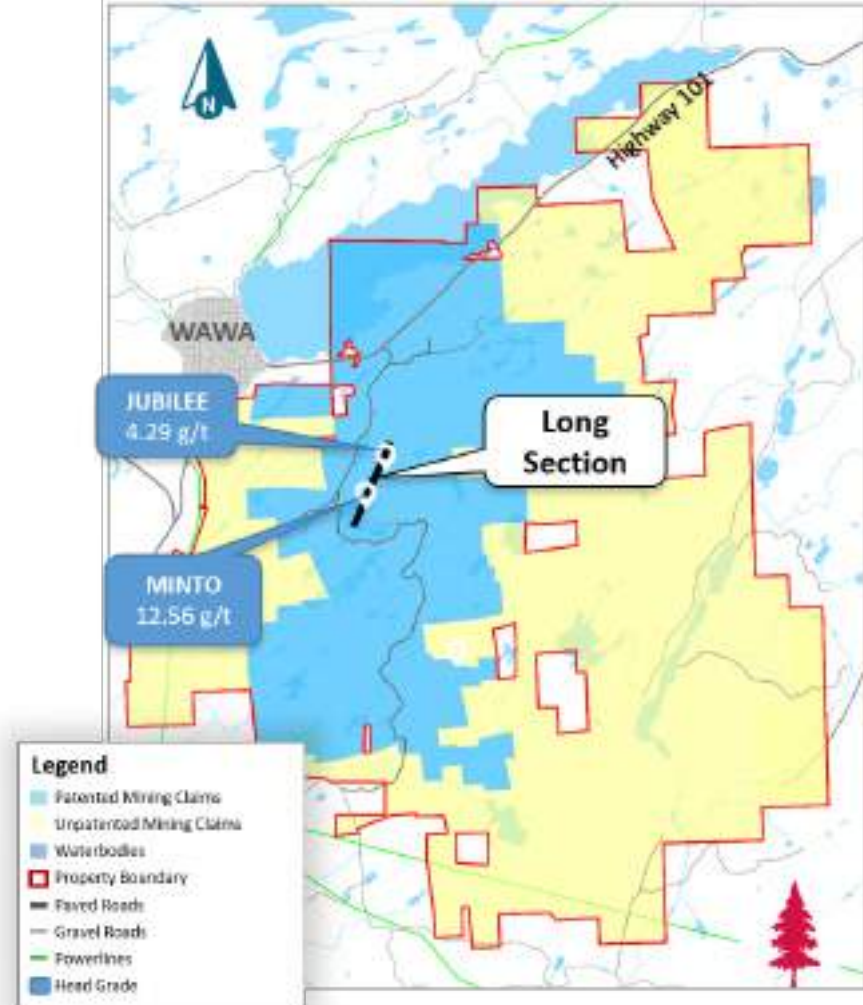 N
Highway 101
WAWA
JUBILEE
4.29 g/t
Long
Section
MINTO
12.56 g/t
Legend
Patented Mining Claims
Unpatented Mining Claims
Waterbodies
Property Boundary
Paved Roads
Gravel Roads
Powerlines
Head Grade